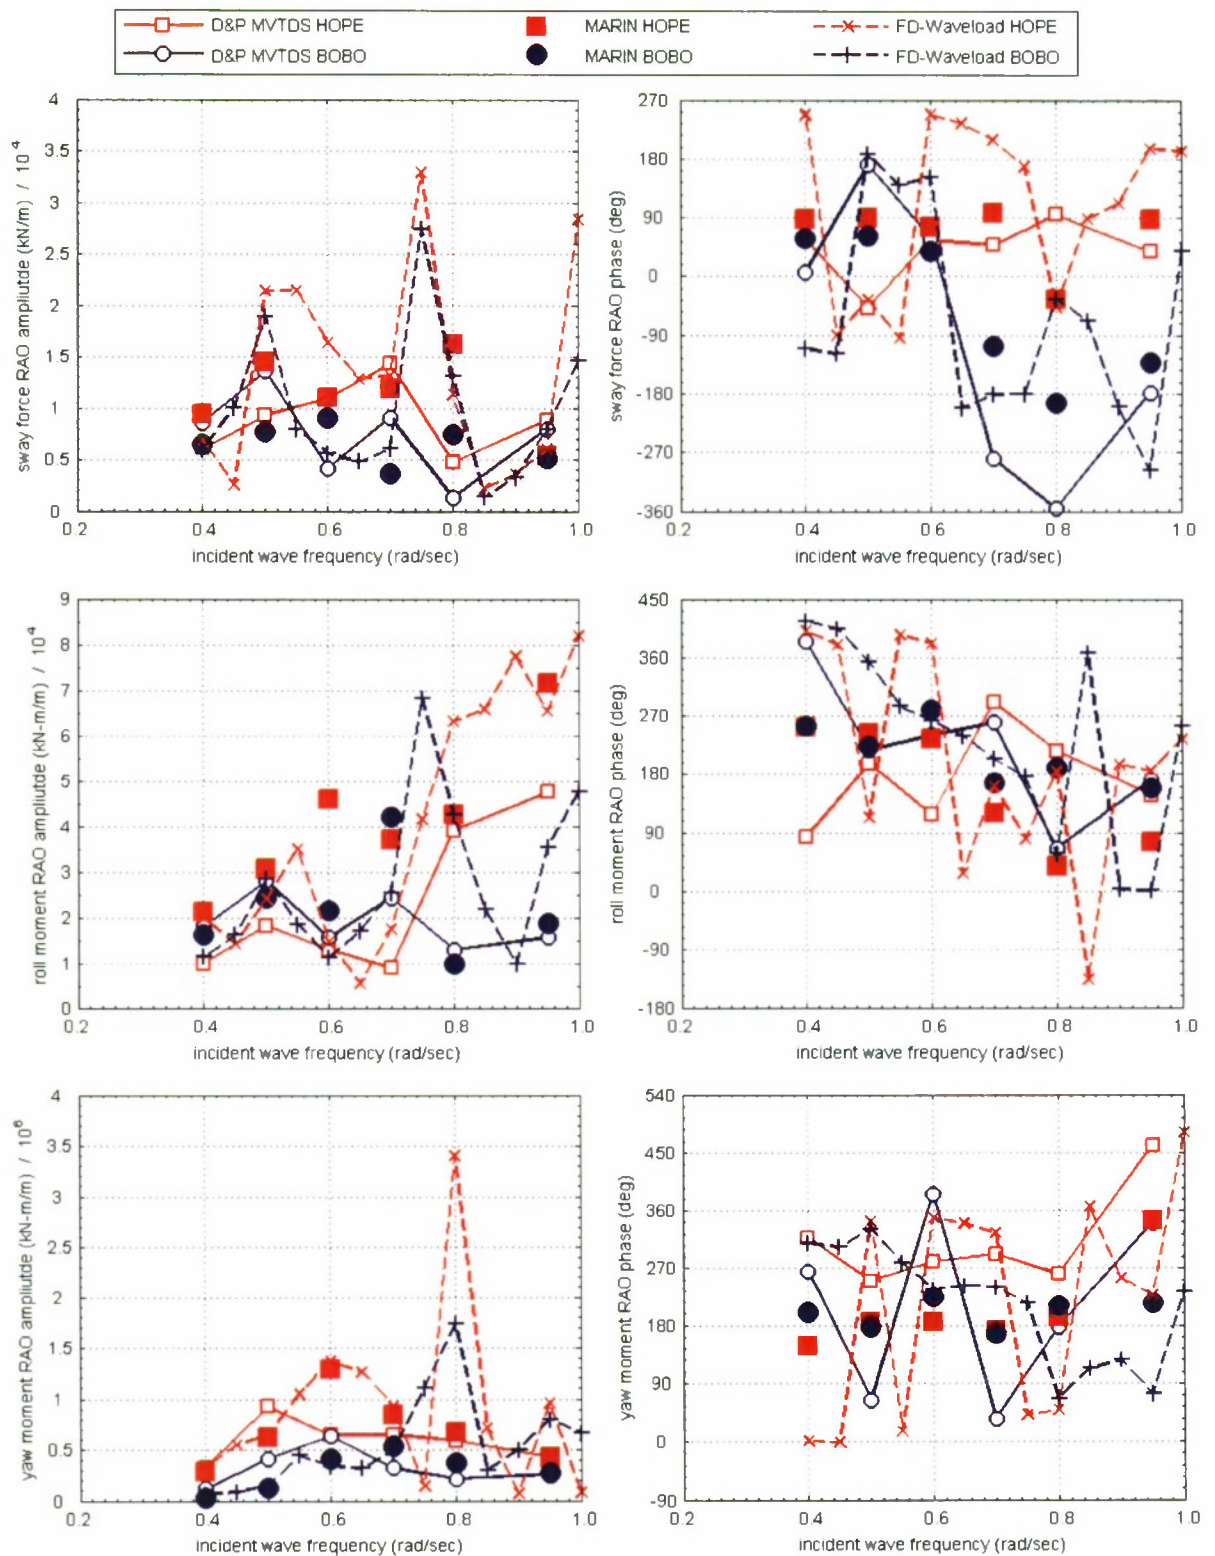 D&P MVTDS HOPE MARIN HOPE FD-Waveload HOPE
D&P MVTDS BOBO MARIN BOBO FD-Waveload BOBO
sway force RAO ampliutde (kN/m) / 10^4
4
3.5
3
2.5
2
1.5
1
0.5
0
0.2 0.4 0.6 0.8 1.0
incident wave frequency (rad/sec)
sway force RAO phase (deg)
270
180
90
0
-90
-180
-270
-360
0.2 0.4 0.6 0.8 1.0
incident wave frequency (rad/sec)
roll moment RAO ampliutde (kN-m/m) / 10^4
9
8
7
6
5
4
3
2
1
0
0.2 0.4 0.6 0.8 1.0
incident wave frequency (rad/sec)
roll moment RAO phase (deg)
450
360
270
180
90
0
-90
-180
0.2 0.4 0.6 0.8 1.0
incident wave frequency (rad/sec)
yaw moment RAO ampliutde (kN-m/m) / 10^6
4
3.5
3
2.5
2
1.5
1
0.5
0
0.2 0.4 0.6 0.8 1.0
incident wave frequency (rad/sec)
yaw moment RAO phase (deg)
540
450
360
270
180
90
0
-90
0.2 0.4 0.6 0.8 1.0
incident wave frequency (rad/sec)